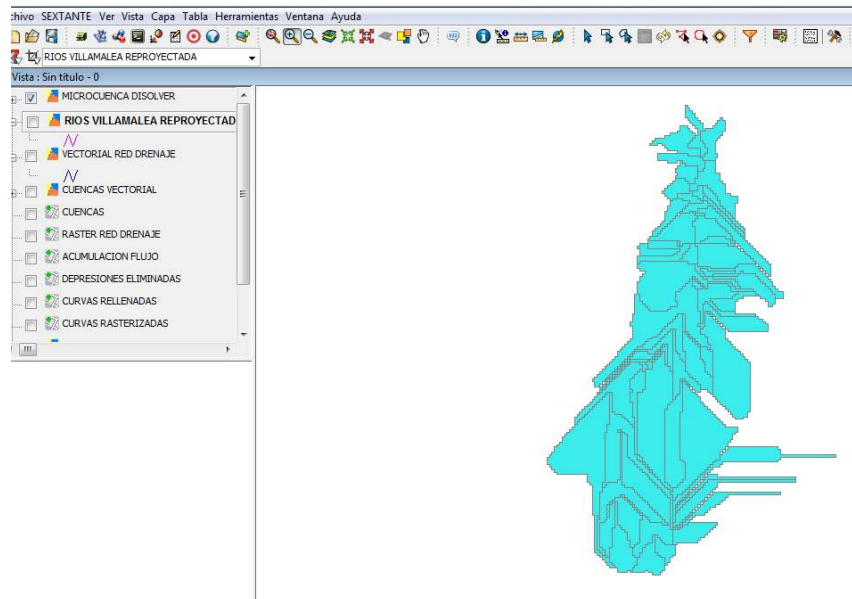 chivo SEXTANTE Ver Vista Capa Tabla Herramientas Ventana Ayuda
RIOS VILLAMALEA REPROYECTADA
Vista : Sin título - 0
MICROCUENCA DISOLVER
RIOS VILLAMALEA REPROYECTAD
VECTORIAL RED DRENAJE
CUENCAS VECTORIAL
CUENCAS
RASTER RED DRENAJE
ACUMULACION FLUJO
DEPRESIONES ELIMINADAS
CURVAS RELLENADAS
CURVAS RASTERIZADAS